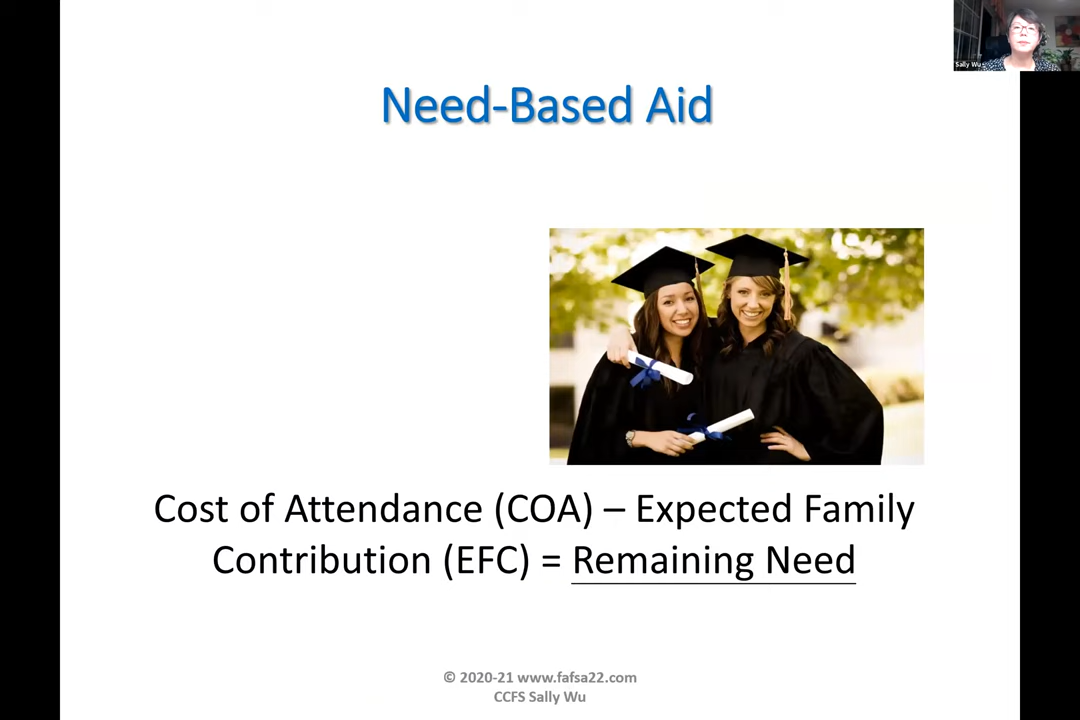 Sally Wu
Need-Based Aid
Cost of Attendance (COA) – Expected Family
Contribution (EFC) = Remaining Need
© 2020-21 www.fafsa22.com
CCFS Sally Wu